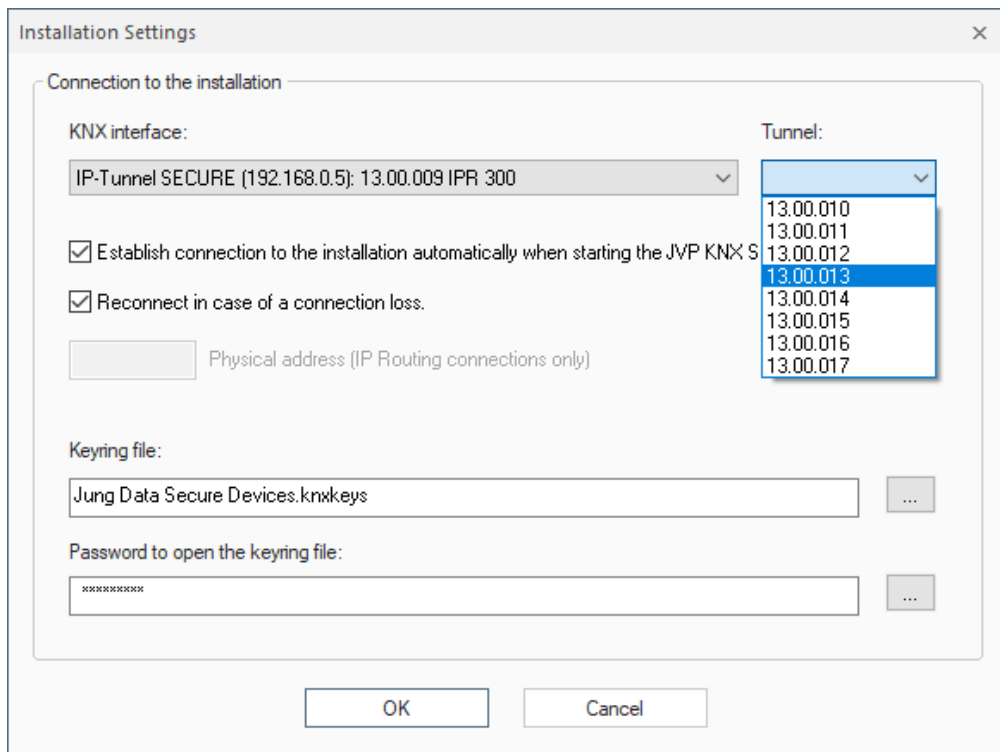 Installation Settings
Connection to the installation
KNX interface:
Tunnel:
IP-Tunnel SECURE (192.168.0.5): 13.00.009 IPR 300
13.00.010
13.00.011
13.00.012
13.00.013
13.00.014
13.00.015
13.00.016
13.00.017
Establish connection to the installation automatically when starting the JVP KNX S
Reconnect in case of a connection loss.
Physical address (IP Routing connections only)
Keyring file:
Jung Data Secure Devices.knxkeys
...
Password to open the keyring file:
*********
...
OK
Cancel